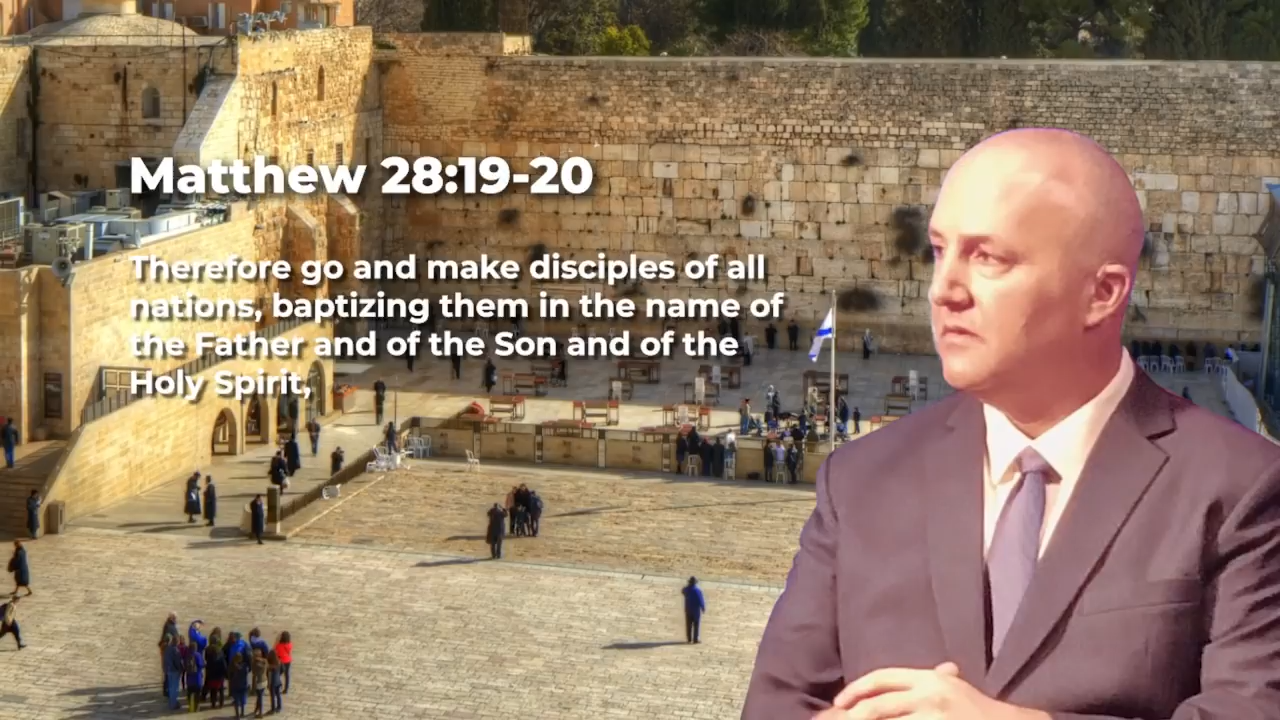 Matthew 28:19-20
Therefore go and make disciples of all
nations, baptizing them in the name of
the Father and of the Son and of the
Holy Spirit,